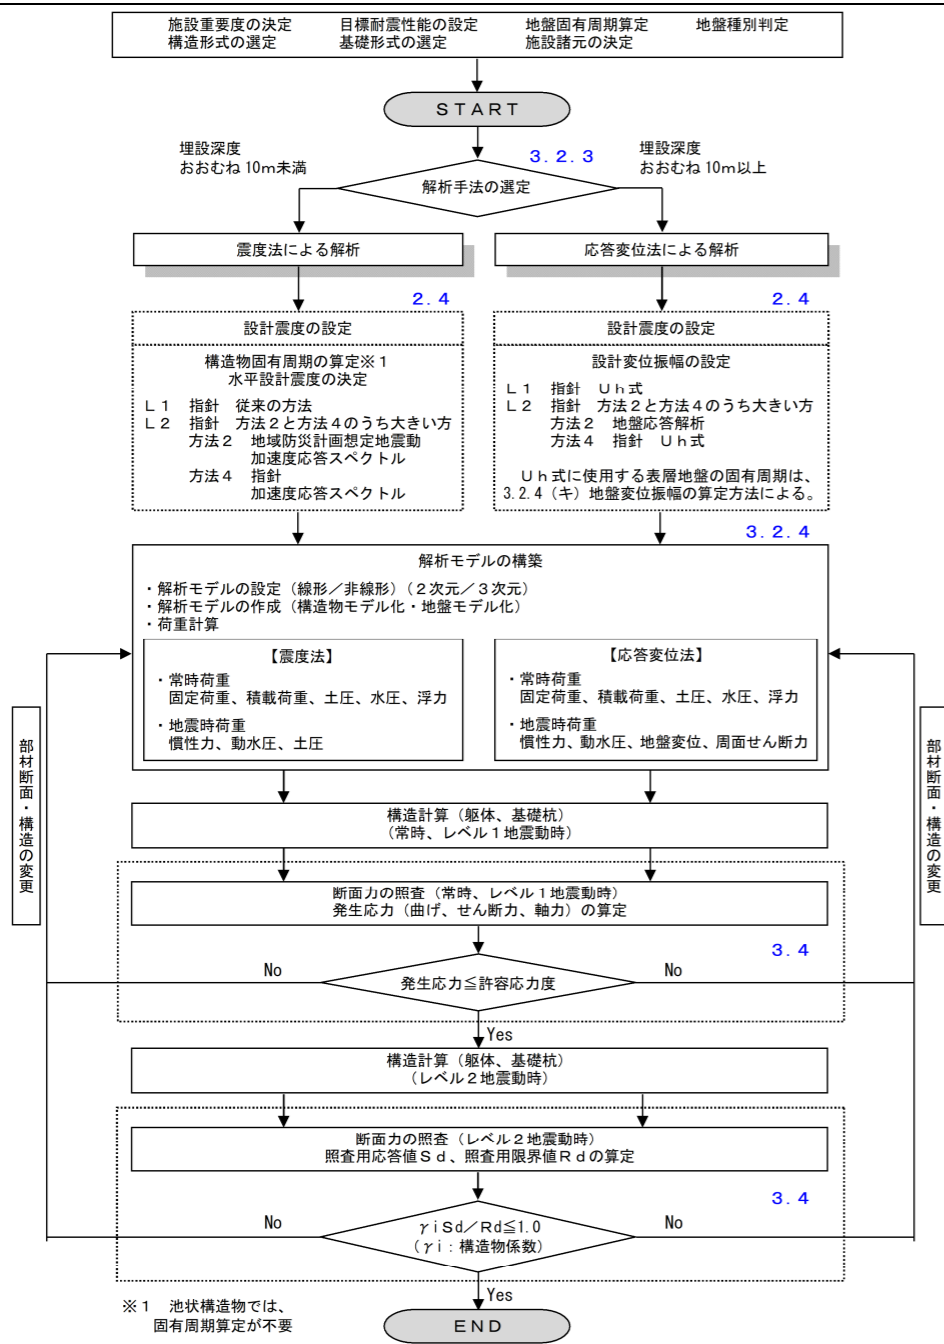 施設重要度の決定　目標耐震性能の設定　地盤固有周期算定　地盤種別判定
構造形式の選定　基礎形式の選定　施設諸元の決定
ＳＴＡＲＴ
埋設深度
おおむね 10m未満
３.２.３
埋設深度
おおむね 10m以上
解析手法の選定
震度法による解析
応答変位法による解析
２.４
２.４
設計震度の設定
構造物固有周期の算定※１
水平設計震度の決定
Ｌ１　指針　従来の方法
Ｌ２　指針　方法２と方法４のうち大きい方
方法２　地域防災計画想定地震動
加速度応答スペクトル
方法４　指針
加速度応答スペクトル
設計震度の設定
設計変位振幅の設定
Ｌ１　指針　Ｕｈ式
Ｌ２　指針　方法２と方法４のうち大きい方
方法２　地盤応答解析
方法４　指針　Ｕｈ式
Ｕｈ式に使用する表層地盤の固有周期は、
3.2.4（キ）地盤変位振幅の算定方法による。
３.２.４
解析モデルの構築
・解析モデルの設定（線形／非線形）（２次元／３次元）
・解析モデルの作成（構造物モデル化・地盤モデル化）
・荷重計算
【震度法】
・常時荷重
固定荷重、積載荷重、土圧、水圧、浮力
・地震時荷重
慣性力、動水圧、土圧
【応答変位法】
・常時荷重
固定荷重、積載荷重、土圧、水圧、浮力
・地震時荷重
慣性力、動水圧、地盤変位、周面せん断力
部材断面・構造の変更
部材断面・構造の変更
構造計算（躯体、基礎杭）
（常時、レベル１地震動時）
断面力の照査（常時、レベル１地震動時）
発生応力（曲げ、せん断力、軸力）の算定
３.４
No
発生応力≦許容応力度
No
Yes
構造計算（躯体、基礎杭）
（レベル２地震動時）
断面力の照査（レベル２地震動時）
照査用応答値Ｓｄ、照査用限界値Ｒｄの算定
３.４
No
γｉＳd／Ｒd≦1.0
（γｉ：構造物係数）
No
Yes
※１　池状構造物では、
固有周期算定が不要
ＥＮＤ